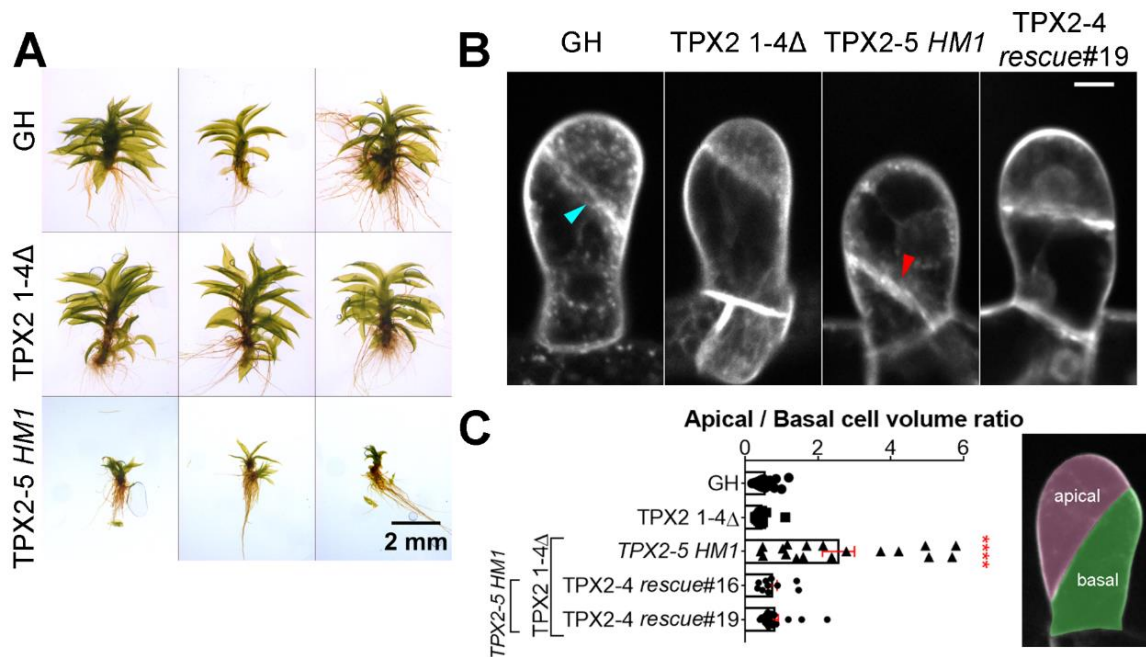 A
GH
TPX2 1-4Δ
TPX2-5 HM1
2 mm
B
GH
TPX2 1-4Δ
TPX2-5 HM1
TPX2-4
rescue#19
C
Apical / Basal cell volume ratio
0 2 4 6
GH
TPX2 1-4Δ
TPX2-5 HM1
TPX2-4 rescue#16
TPX2-4 rescue#19
TPX2-5 HM1
TPX2 1-4Δ
****
apical
basal